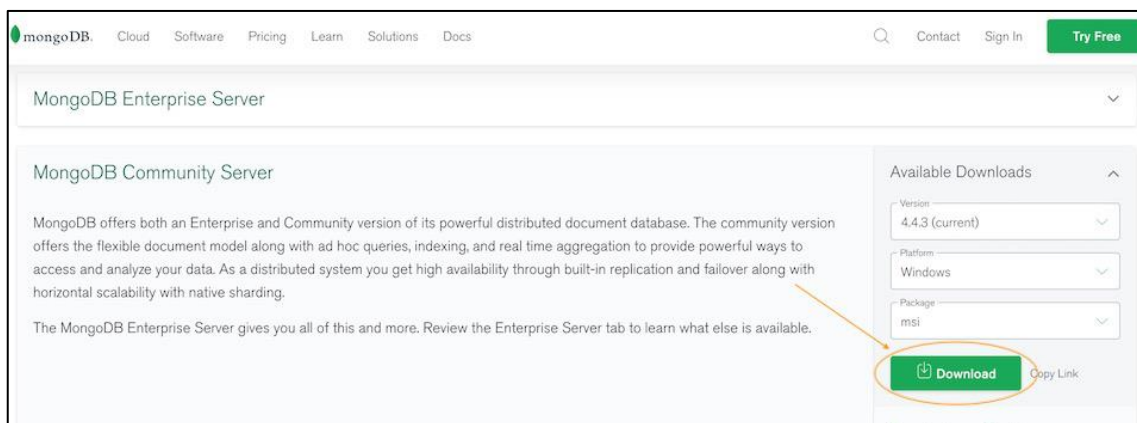 mongoDB. Cloud Software Pricing Learn Solutions Docs Contact Sign In Try Free
MongoDB Enterprise Server
MongoDB Community Server
MongoDB offers both an Enterprise and Community version of its powerful distributed document database. The community version
offers the flexible document model along with ad hoc queries, indexing, and real time aggregation to provide powerful ways to
access and analyze your data. As a distributed system you get high availability through built-in replication and failover along with
horizontal scalability with native sharding.
The MongoDB Enterprise Server gives you all of this and more. Review the Enterprise Server tab to learn what else is available.
Available Downloads
Version
4.4.3 (current)
Platform
Windows
Package
msi
Download Copy Link